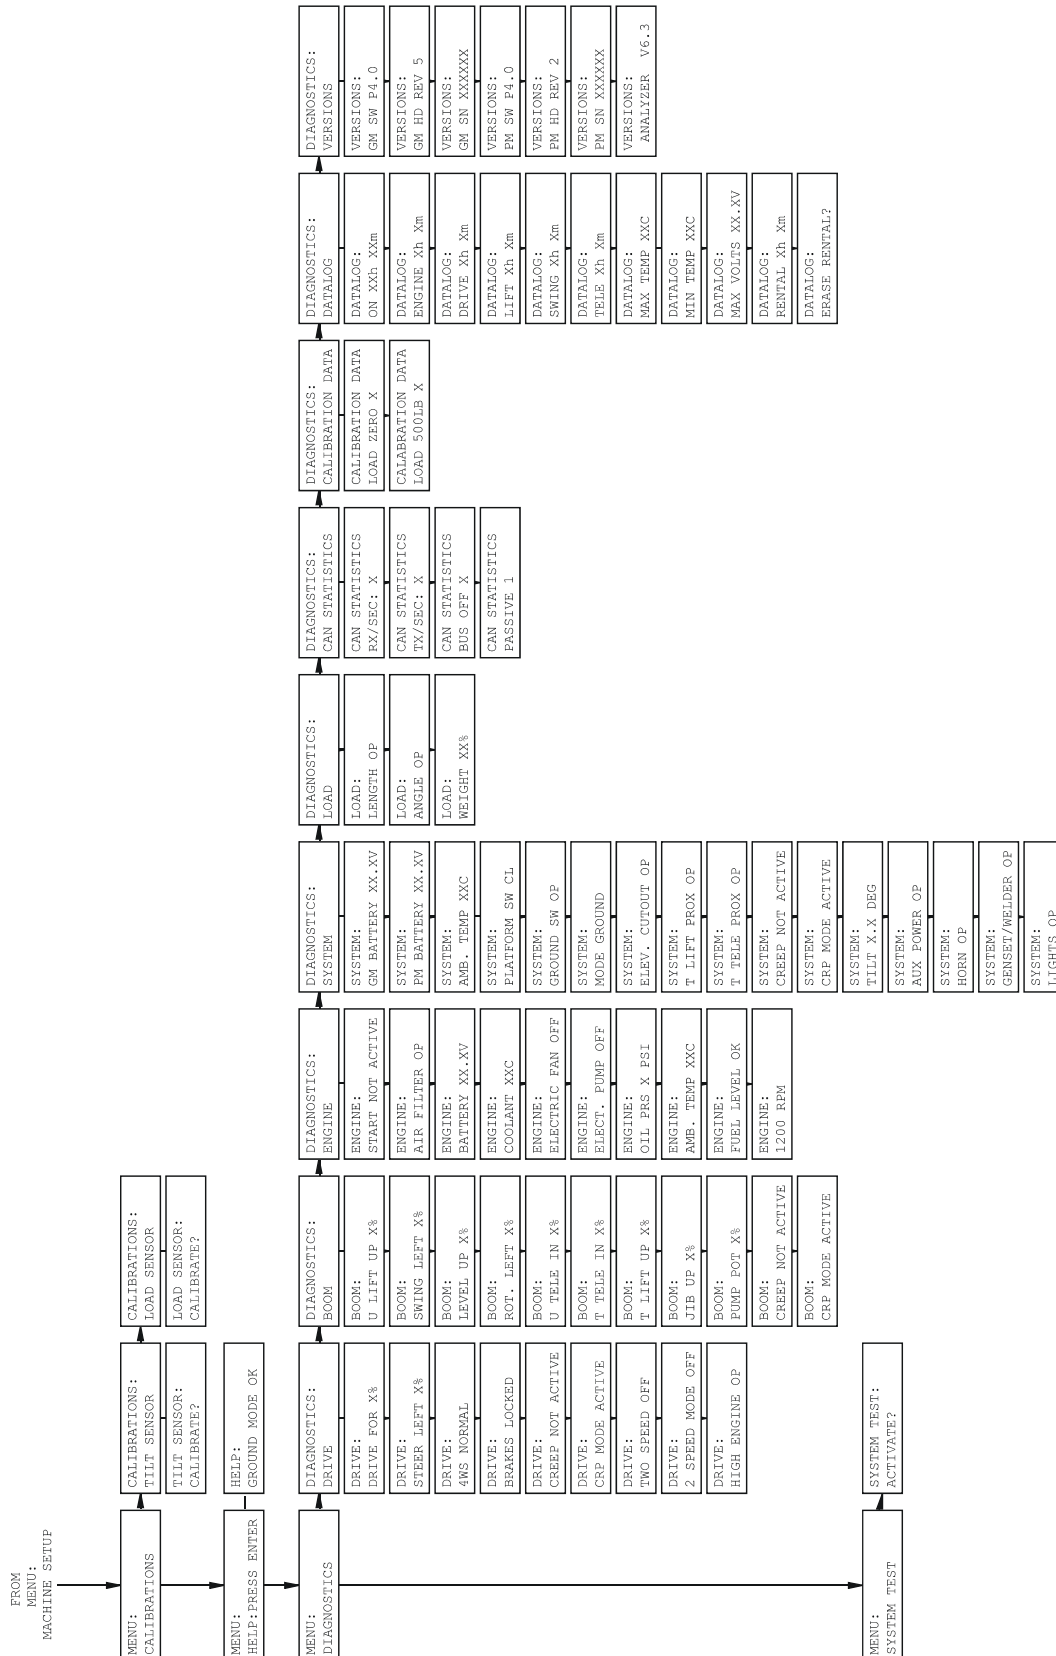 FROM
MENU:
MACHINE SETUP
MENU:
CALIBRATIONS
CALIBRATIONS:
TILT SENSOR
TILT SENSOR:
CALIBRATE?
CALIBRATIONS:
LOAD SENSOR
LOAD SENSOR:
CALIBRATE?
MENU:
HELP:PRESS ENTER
HELP:
GROUND MODE OK
MENU:
DIAGNOSTICS
DIAGNOSTICS:
DRIVE
DRIVE:
DRIVE FOR X%
DRIVE:
STEER LEFT X%
DRIVE:
4WS NORMAL
DRIVE:
BRAKES LOCKED
DRIVE:
CREEP NOT ACTIVE
DRIVE:
CRP MODE ACTIVE
DRIVE:
TWO SPEED OFF
DRIVE:
2 SPEED MODE OFF
DRIVE:
HIGH ENGINE OP
DIAGNOSTICS:
BOOM
BOOM:
U LIFT UP X%
BOOM:
SWING LEFT X%
BOOM:
LEVEL UP X%
BOOM:
ROT. LEFT X%
BOOM:
U TELE IN X%
BOOM:
T TELE IN X%
BOOM:
T LIFT UP X%
BOOM:
JIB UP X%
BOOM:
PUMP POT X%
BOOM:
CREEP NOT ACTIVE
BOOM:
CRP MODE ACTIVE
DIAGNOSTICS:
ENGINE
ENGINE:
START NOT ACTIVE
ENGINE:
AIR FILTER OP
ENGINE:
BATTERY XX.XV
ENGINE:
COOLANT XXC
ENGINE:
ELECTRIC FAN OFF
ENGINE:
ELECT. PUMP OFF
ENGINE:
OIL PRS X PSI
ENGINE:
AMB. TEMP XXC
ENGINE:
FUEL LEVEL OK
ENGINE:
1200 RPM
DIAGNOSTICS:
SYSTEM
SYSTEM:
GM BATTERY XX.XV
SYSTEM:
PM BATTERY XX.XV
SYSTEM:
AMB. TEMP XXC
SYSTEM:
PLATFORM SW CL
SYSTEM:
GROUND SW OP
SYSTEM:
MODE GROUND
SYSTEM:
ELEV. CUTOUT OP
SYSTEM:
T LIFT PROX OP
SYSTEM:
T TELE PROX OP
SYSTEM:
CREEP NOT ACTIVE
SYSTEM:
CRP MODE ACTIVE
SYSTEM:
TILT X.X DEG
SYSTEM:
AUX POWER OP
SYSTEM:
HORN OP
SYSTEM:
GENSET/WELDER OP
SYSTEM:
LIGHTS OP
DIAGNOSTICS:
LOAD
LOAD:
LENGTH OP
LOAD:
ANGLE OP
LOAD:
WEIGHT XX%
DIAGNOSTICS:
CAN STATISTICS
CAN STATISTICS
RX/SEC: X
CAN STATISTICS
TX/SEC: X
CAN STATISTICS
BUS OFF X
CAN STATISTICS
PASSIVE 1
DIAGNOSTICS:
CALIBRATION DATA
CALIBRATION DATA
LOAD ZERO X
CALABRATION DATA
LOAD 500LB X
DIAGNOSTICS:
DATALOG
DATALOG:
ON XXh XXm
DATALOG:
ENGINE Xh Xm
DATALOG:
DRIVE Xh Xm
DATALOG:
LIFT Xh Xm
DATALOG:
SWING Xh Xm
DATALOG:
TELE Xh Xm
DATALOG:
MAX TEMP XXC
DATALOG:
MIN TEMP XXC
DATALOG:
MAX VOLTS XX.XV
DATALOG:
RENTAL Xh Xm
DATALOG:
ERASE RENTAL?
DIAGNOSTICS:
VERSIONS
VERSIONS:
GM SW P4.0
VERSIONS:
GM HD REV 5
VERSIONS:
GM SN XXXXXX
VERSIONS:
PM SW P4.0
VERSIONS:
PM HD REV 2
VERSIONS:
PM SN XXXXXX
VERSIONS:
ANALYZER V6.3
MENU:
SYSTEM TEST
SYSTEM TEST:
ACTIVATE?